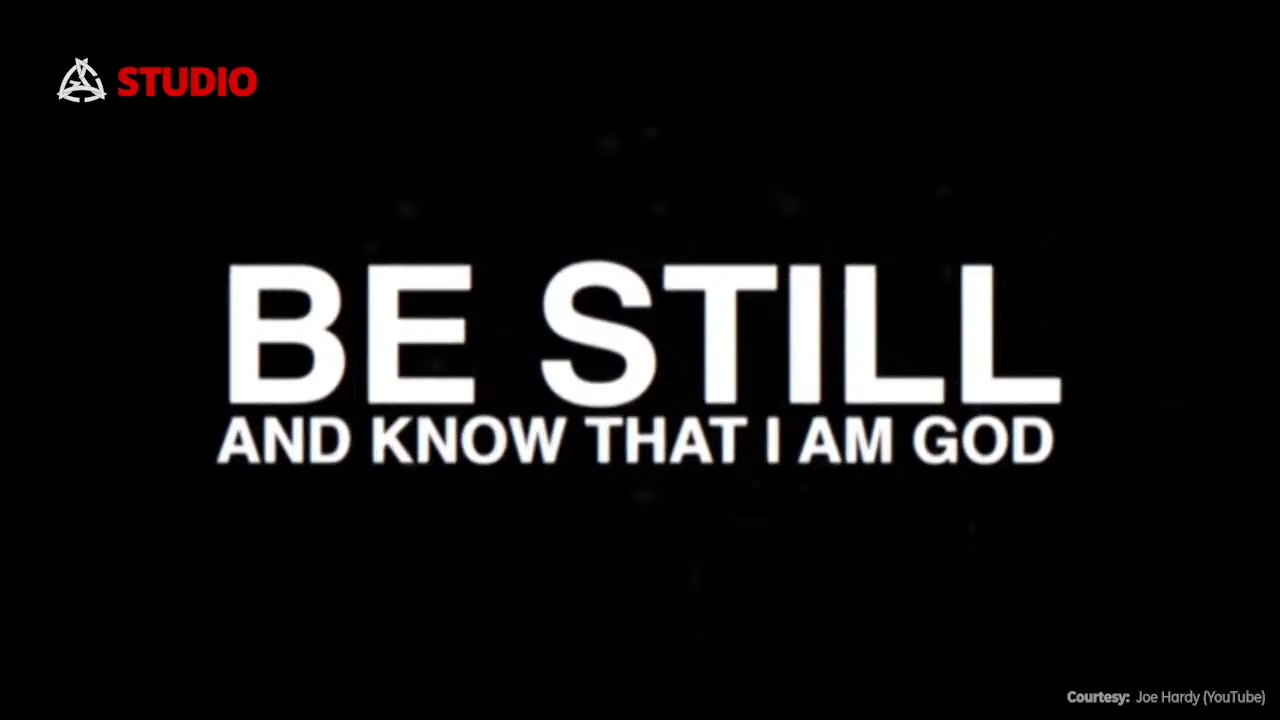 STUDIO
BE STILL
AND KNOW THAT I AM GOD
Courtesy: Joe Hardy (YouTube)